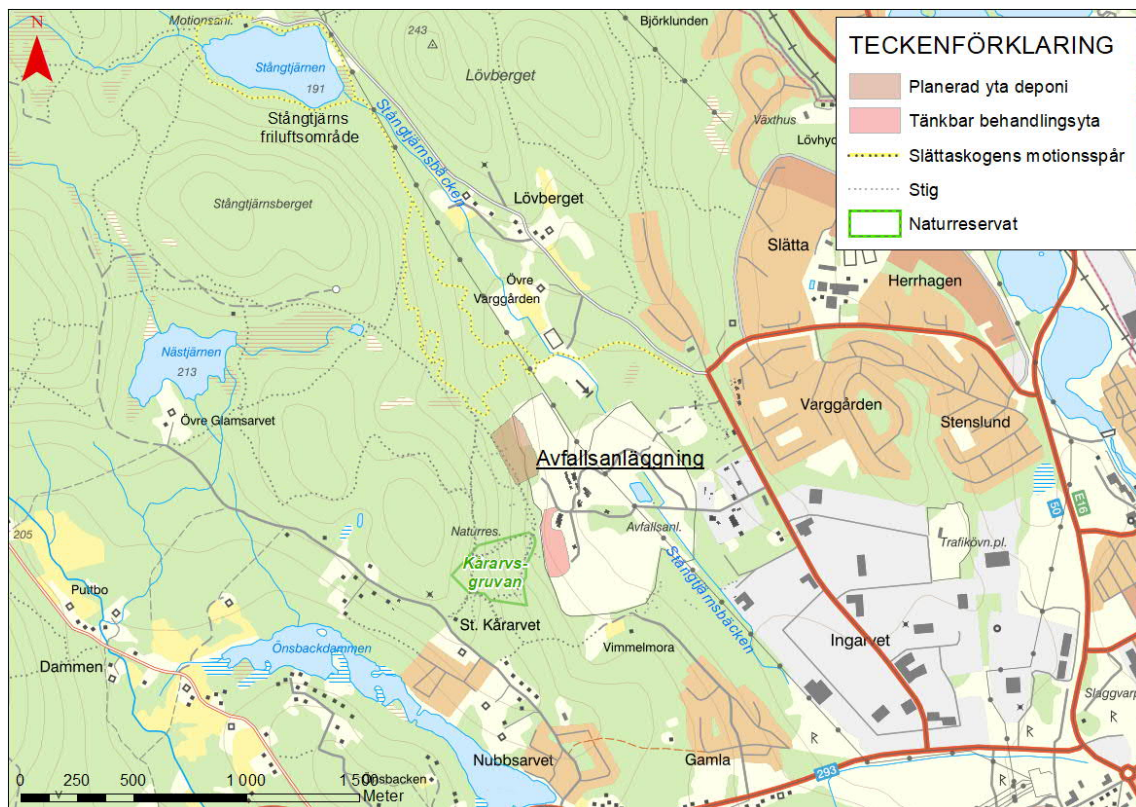 N
Motionsanl.
Stångtjärnen
191
Stångtjärns
friluftsområde
243
Lövberget
Björklunden
Växthus
TECKENFÖRKLARING
Planerad yta deponi
Tänkbar behandlingsyta
Slättaskogens motionsspår
Stig
Naturreservat
Stångtjärnsbäcken
Stångtjärnsberget
Lövberget
Övre
Varggården
Slätta
Herrhagen
Nästjärnen
213
Övre Glamsarvet
Varggården
Stenslund
Avfallsanläggning
Avfallsanl.
50
E16
Trafikövn.pl.
205
Naturres.
Kårarvs-
gruvan
Stångtjärnsbäcken
Puttbo
St. Kårarvet
Vimmelmora
Ingarvet
Dammen
Önsbackdammen
Slaggvarp
R
R
R
R
Nubbsarvet
Gamla
293
Önsbacken
0 250 500 1 000 1 500
Meter